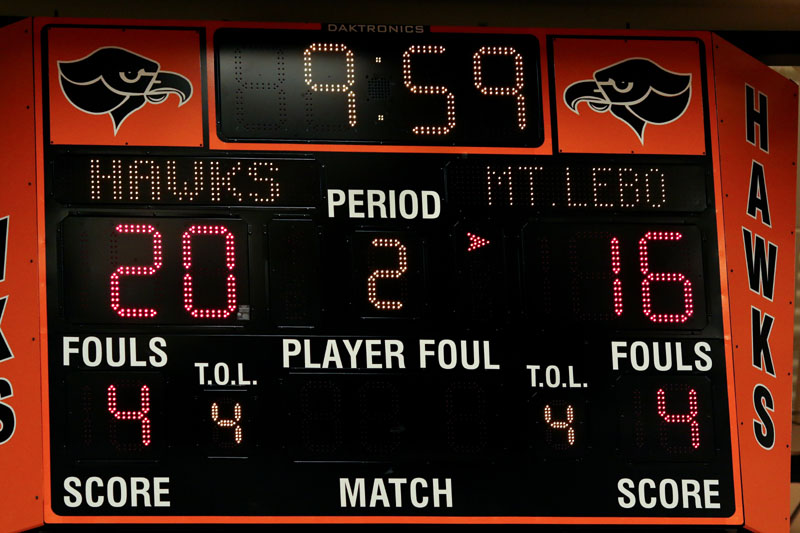 DAKTRONICS
9:59
HAWKS MT.LEBO
PERIOD
20 2 16
FOULS PLAYER FOUL FOULS
T.O.L. T.O.L.
4 4 4 4
SCORE MATCH SCORE
HAWKS